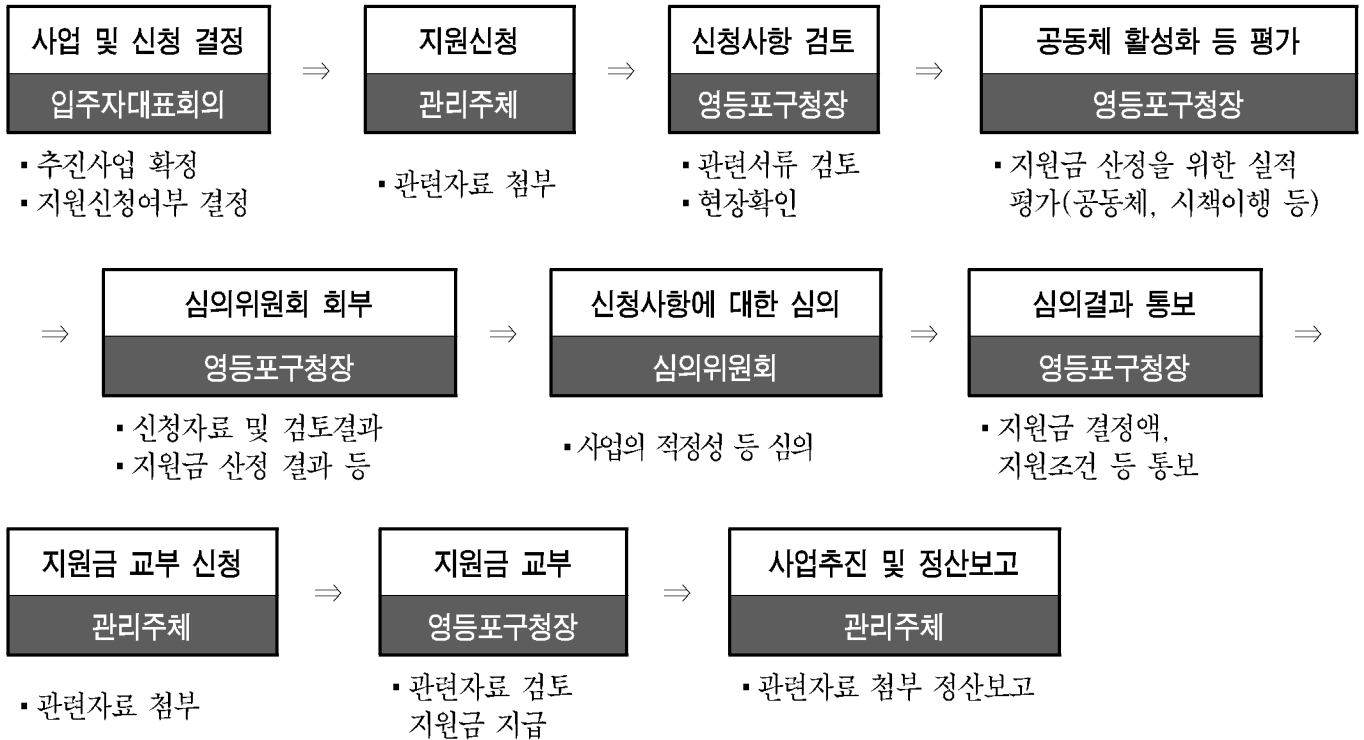 사업 및 신청 결정
입주자대표회의
▪ 추진사업 확정
▪ 지원신청여부 결정
⇒
지원신청
관리주체
▪ 관련자료 첨부
⇒
신청사항 검토
영등포구청장
▪ 관련서류 검토
▪ 현장확인
⇒
공동체 활성화 등 평가
영등포구청장
▪ 지원금 산정을 위한 실적
평가(공동체, 시책이행 등)
⇒
심의위원회 회부
영등포구청장
▪ 신청자료 및 검토결과
▪ 지원금 산정 결과 등
⇒
신청사항에 대한 심의
심의위원회
▪ 사업의 적정성 등 심의
⇒
심의결과 통보
영등포구청장
▪ 지원금 결정액,
지원조건 등 통보
⇒
지원금 교부 신청
관리주체
▪ 관련자료 첨부
⇒
지원금 교부
영등포구청장
▪ 관련자료 검토
지원금 지급
⇒
사업추진 및 정산보고
관리주체
▪ 관련자료 첨부 정산보고